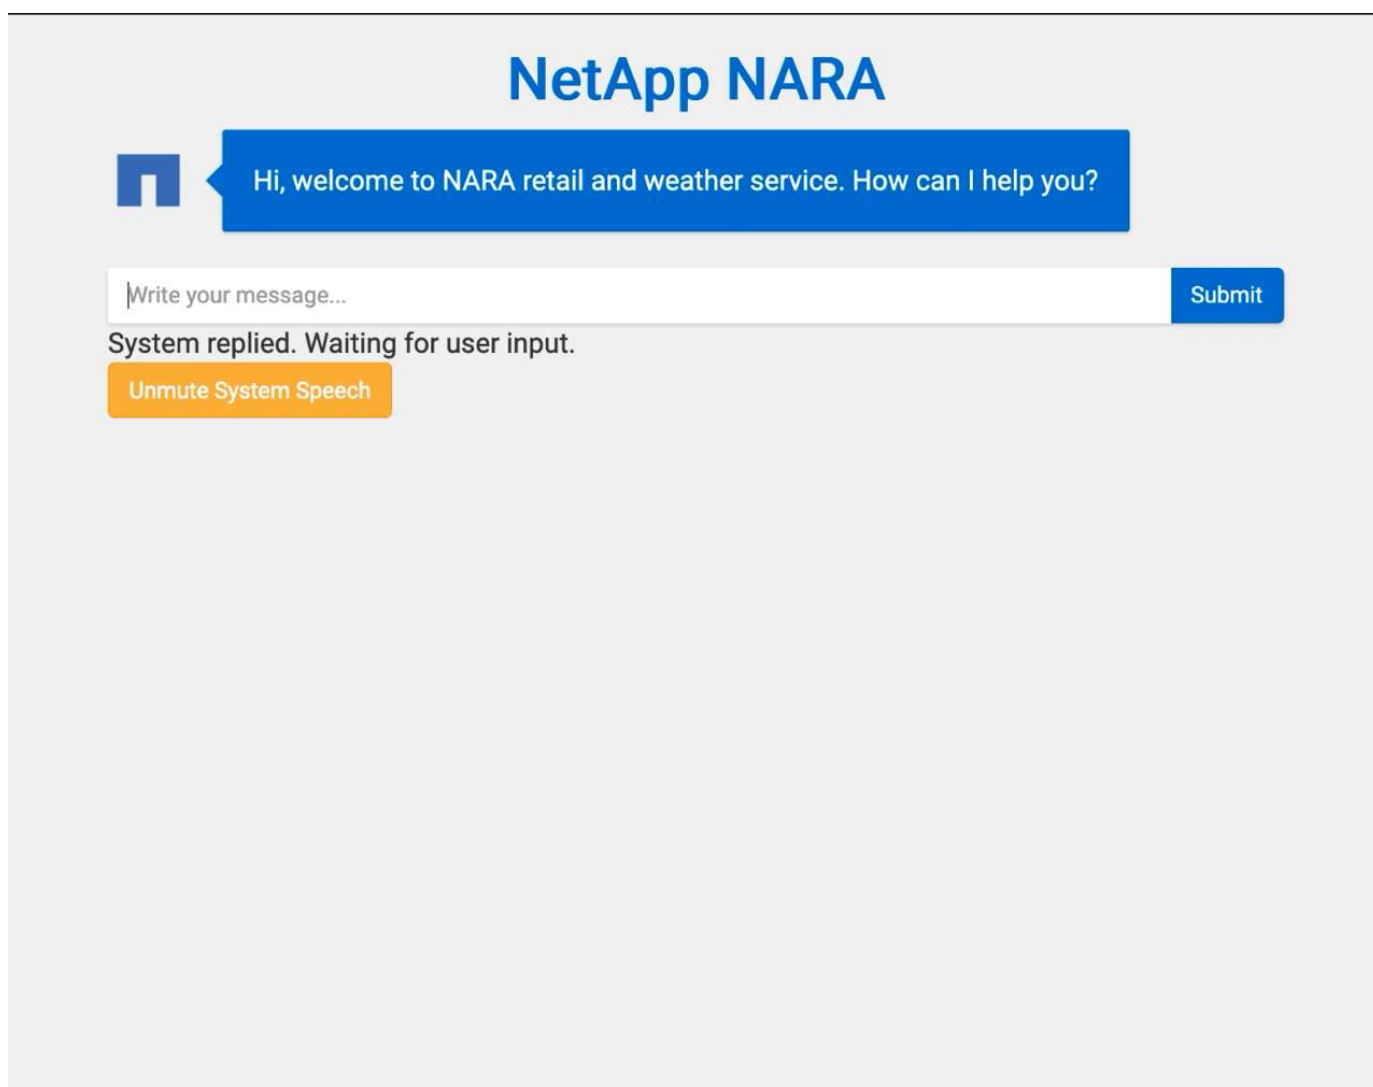 NetApp NARA
Hi, welcome to NARA retail and weather service. How can I help you?
Write your message...
Submit
System replied. Waiting for user input.
Unmute System Speech